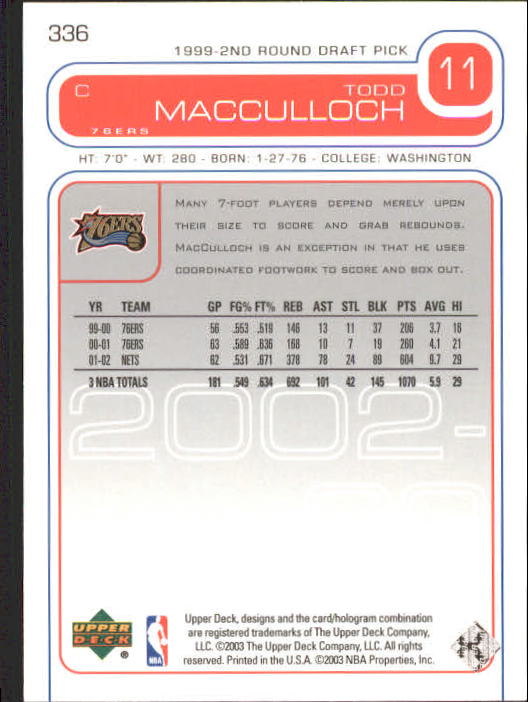 336
1999-2ND ROUND DRAFT PICK
11
C
TODD
MACCULLOCH
76ERS
HT: 7'0" - WT: 280 - BORN: 1-27-76 - COLLEGE: WASHINGTON
76ERS
MANY 7-FOOT PLAYERS DEPEND MERELY UPON
THEIR SIZE TO SCORE AND GRAB REBOUNDS.
MACCULLOCH IS AN EXCEPTION IN THAT HE USES
COORDINATED FOOTWORK TO SCORE AND BOX OUT.
YR TEAM GP FG% FT% REB AST STL BLK PTS AVG HI
99-00 76ERS 56 .553 .518 146 13 11 37 206 3.7 16
00-01 76ERS 63 .589 .636 168 10 7 19 260 4.1 21
01-02 NETS 62 .531 .671 378 78 24 89 604 9.7 29
3 NBA TOTALS 181 .549 .634 692 101 42 145 1070 5.9 29
2002-
UPPER
DECK
®
NBA
Upper Deck, designs and the card/hologram combination
are registered trademarks of The Upper Deck Company,
LLC. ©2003 The Upper Deck Company, LLC. All rights
reserved. Printed in the U.S.A. ©2003 NBA Properties, Inc.